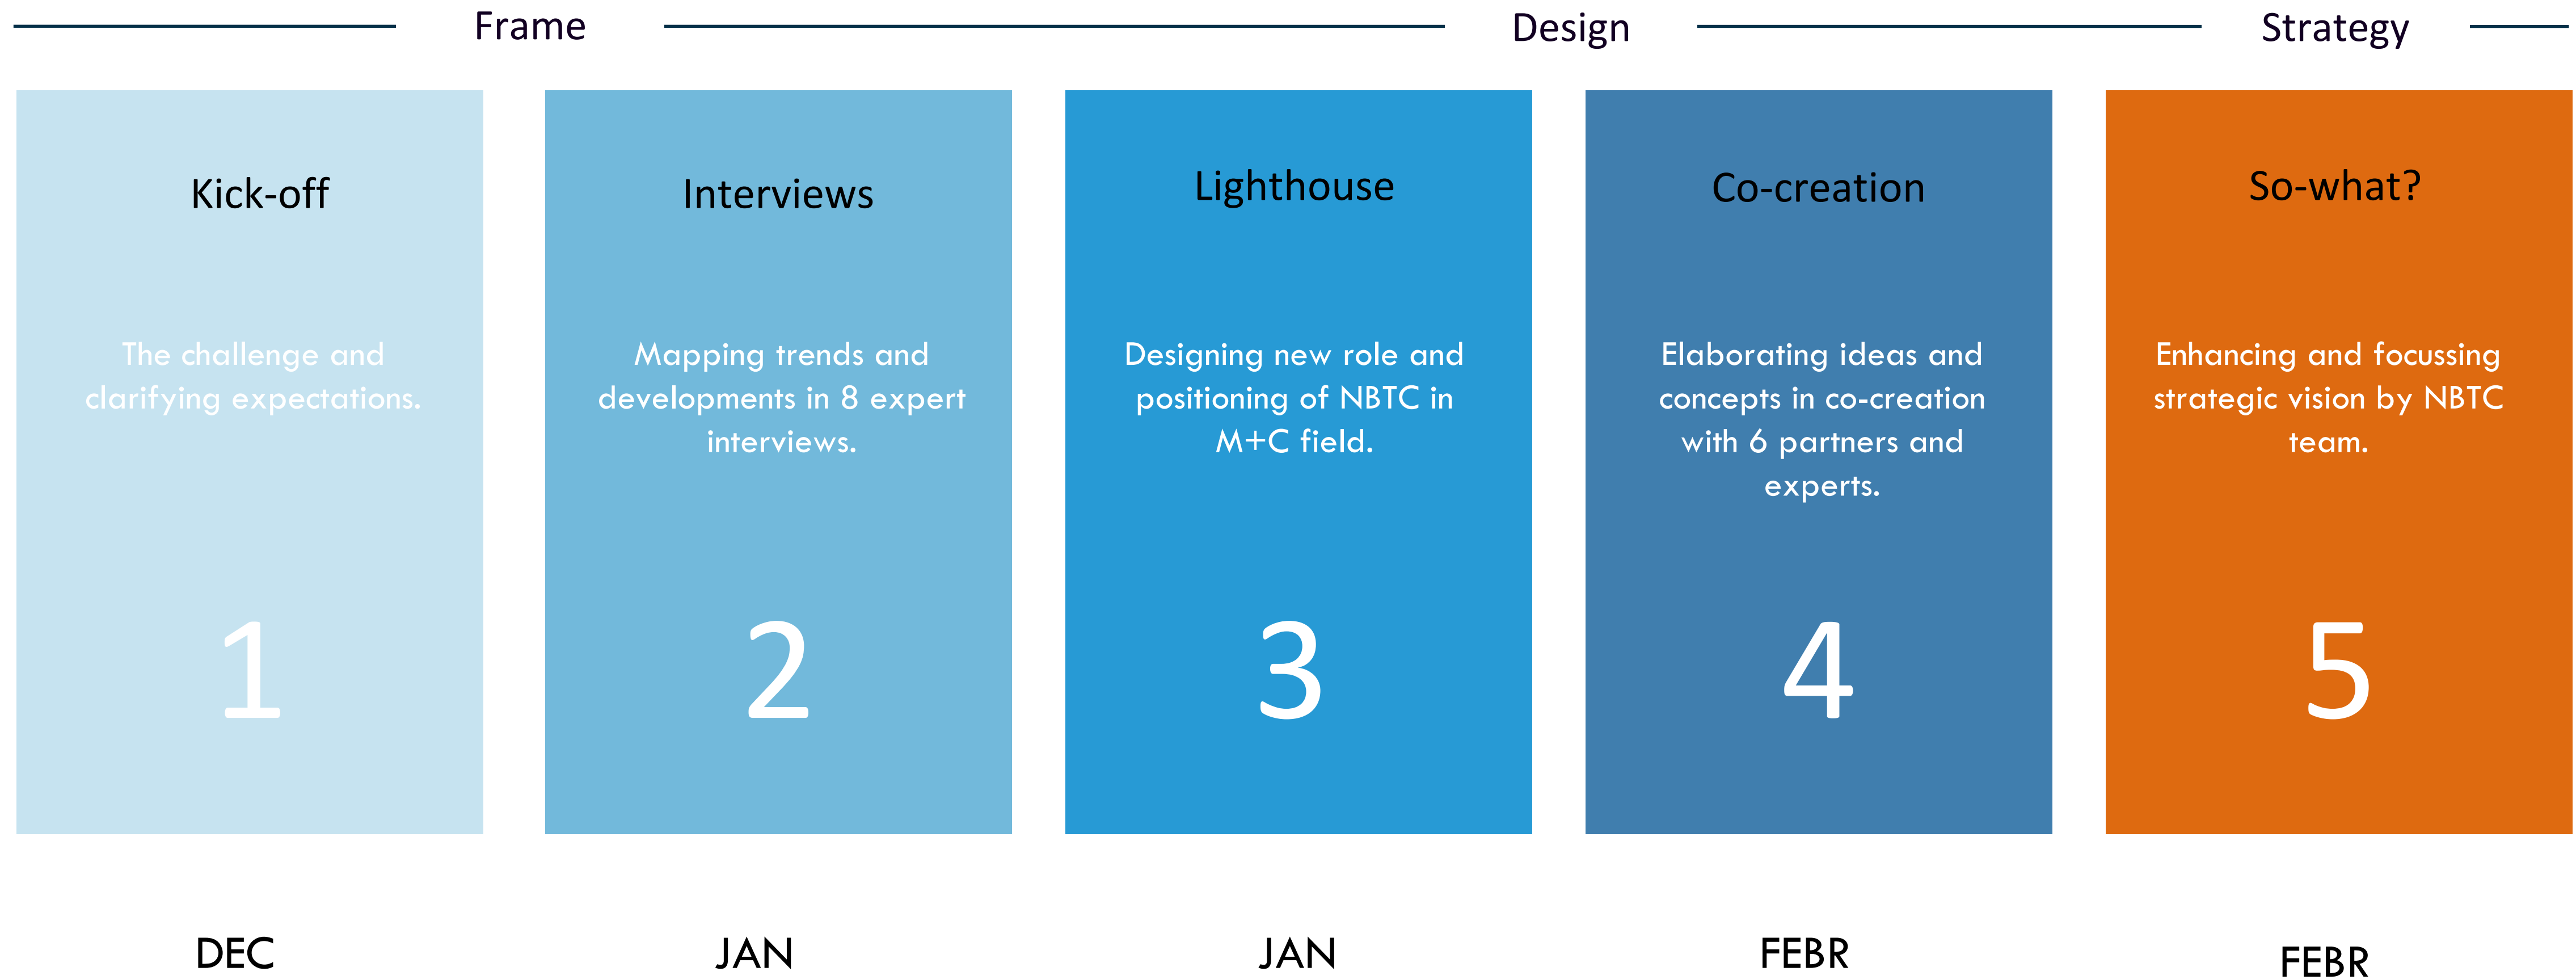 Frame
Design
Strategy
Kick-off
The challenge and
clarifying expectations.
1
Interviews
Mapping trends and
developments in 8 expert
interviews.
2
Lighthouse
Designing new role and
positioning of NBTC in
M+C field.
3
Co-creation
Elaborating ideas and
concepts in co-creation
with 6 partners and
experts.
4
So-what?
Enhancing and focussing
strategic vision by NBTC
team.
5
DEC
JAN
JAN
FEBR
FEBR